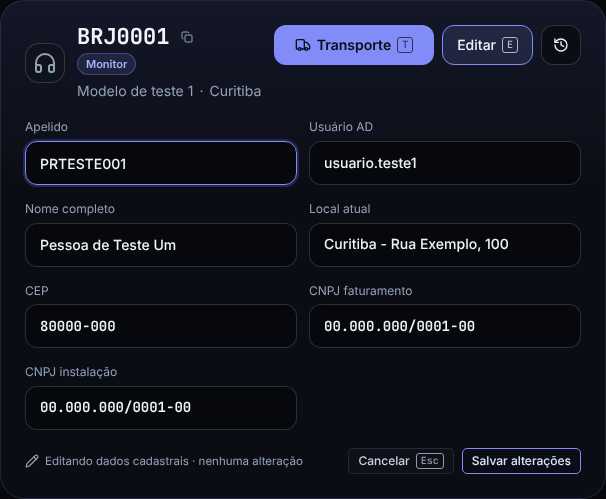 BRJ0001
Transporte T
Editar E
Monitor
Modelo de teste 1 · Curitiba
Apelido
Usuário AD
PRTESTE001
usuario.teste1
Nome completo
Local atual
Pessoa de Teste Um
Curitiba - Rua Exemplo, 100
CEP
CNPJ faturamento
80000-000
00.000.000/0001-00
CNPJ instalação
00.000.000/0001-00
Editando dados cadastrais · nenhuma alteração
Cancelar Esc
Salvar alterações